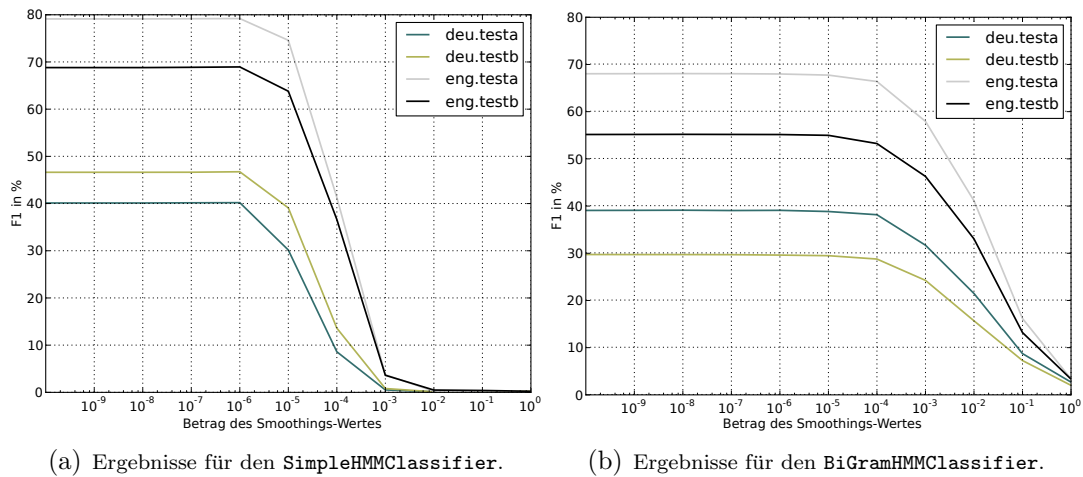 80
70
60
50
40
30
20
10
0
F1 in %
10⁻⁹ 10⁻⁸ 10⁻⁷ 10⁻⁶ 10⁻⁵ 10⁻⁴ 10⁻³ 10⁻² 10⁻¹ 10⁰
Betrag des Smoothings-Wertes
deu.testa
deu.testb
eng.testa
eng.testb
(a) Ergebnisse für den SimpleHMMClassifier.
80
70
60
50
40
30
20
10
0
F1 in %
10⁻⁹ 10⁻⁸ 10⁻⁷ 10⁻⁶ 10⁻⁵ 10⁻⁴ 10⁻³ 10⁻² 10⁻¹ 10⁰
Betrag des Smoothings-Wertes
deu.testa
deu.testb
eng.testa
eng.testb
(b) Ergebnisse für den BiGramHMMClassifier.